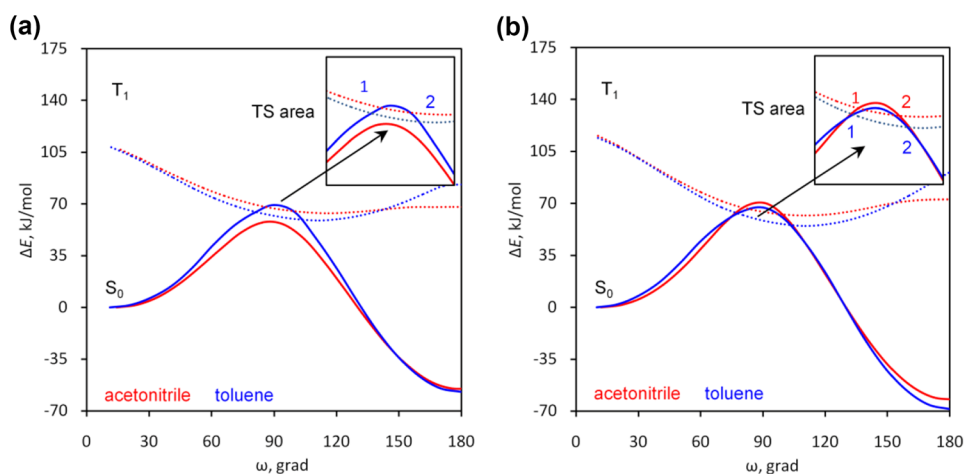 (a)
175
140
105
70
35
0
-35
-70
ΔE, kJ/mol
T1
S0
TS area
1
2
acetonitrile toluene
0 30 60 90 120 150 180
ω, grad
(b)
175
140
105
70
35
0
-35
-70
ΔE, kJ/mol
T1
S0
TS area
1 2
1 2
acetonitrile toluene
0 30 60 90 120 150 180
ω, grad